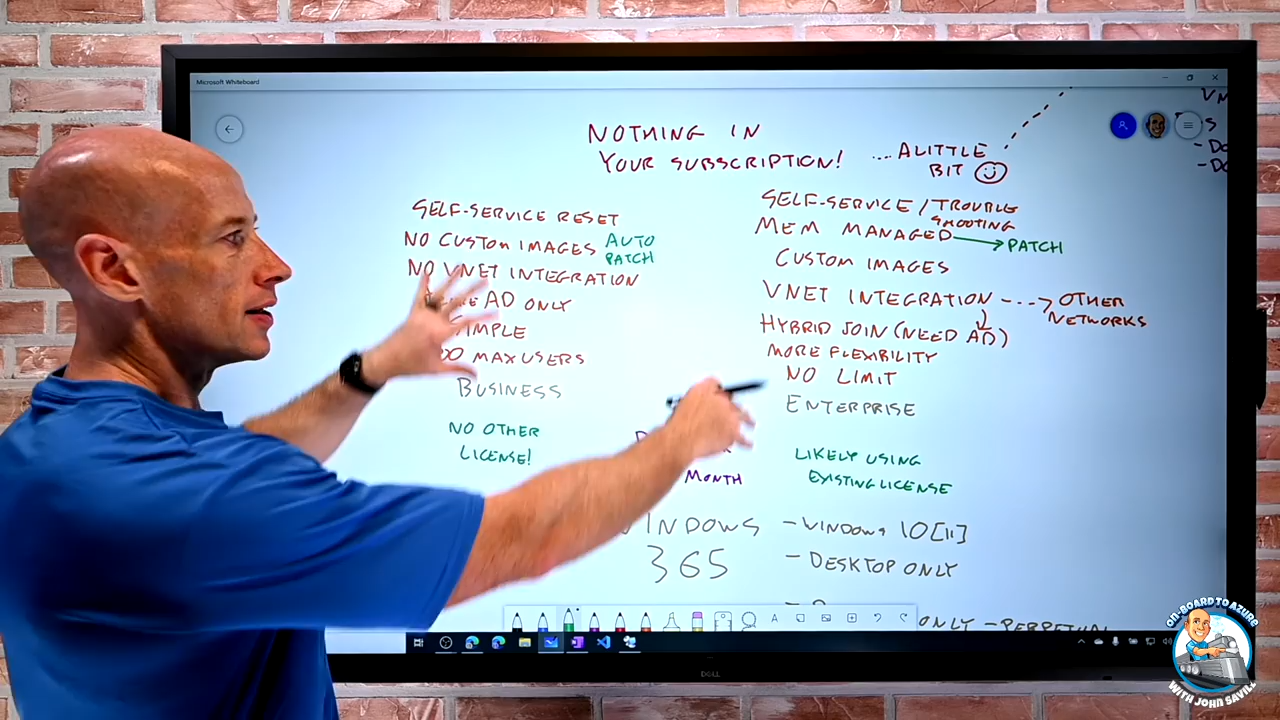 Microsoft Whiteboard
NOTHING IN
YOUR SUBSCRIPTION!
.... A LITTLE
BIT
SELF-SERVICE RESET
NO CUSTOM IMAGES
AUTO
PATCH
NO VNET INTEGRATION
AD ONLY
MAX USERS
BUSINESS
NO OTHER
LICENSE!
SELF-SERVICE / TROUBLE
SHOOTING
MEM MANAGED
PATCH
CUSTOM IMAGES
VNET INTEGRATION
OTHER
NETWORKS
HYBRID JOIN (NEED AD)
MORE FLEXIBILITY
NO LIMIT
ENTERPRISE
LIKELY USING
EXISTING LICENSE
MONTH
WINDOWS
365
- WINDOWS 10[11]
- DESKTOP ONLY
ONLY - PERPETUAL
DELL
ON-BOARD TO AZURE
WITH JOHN SAVILL